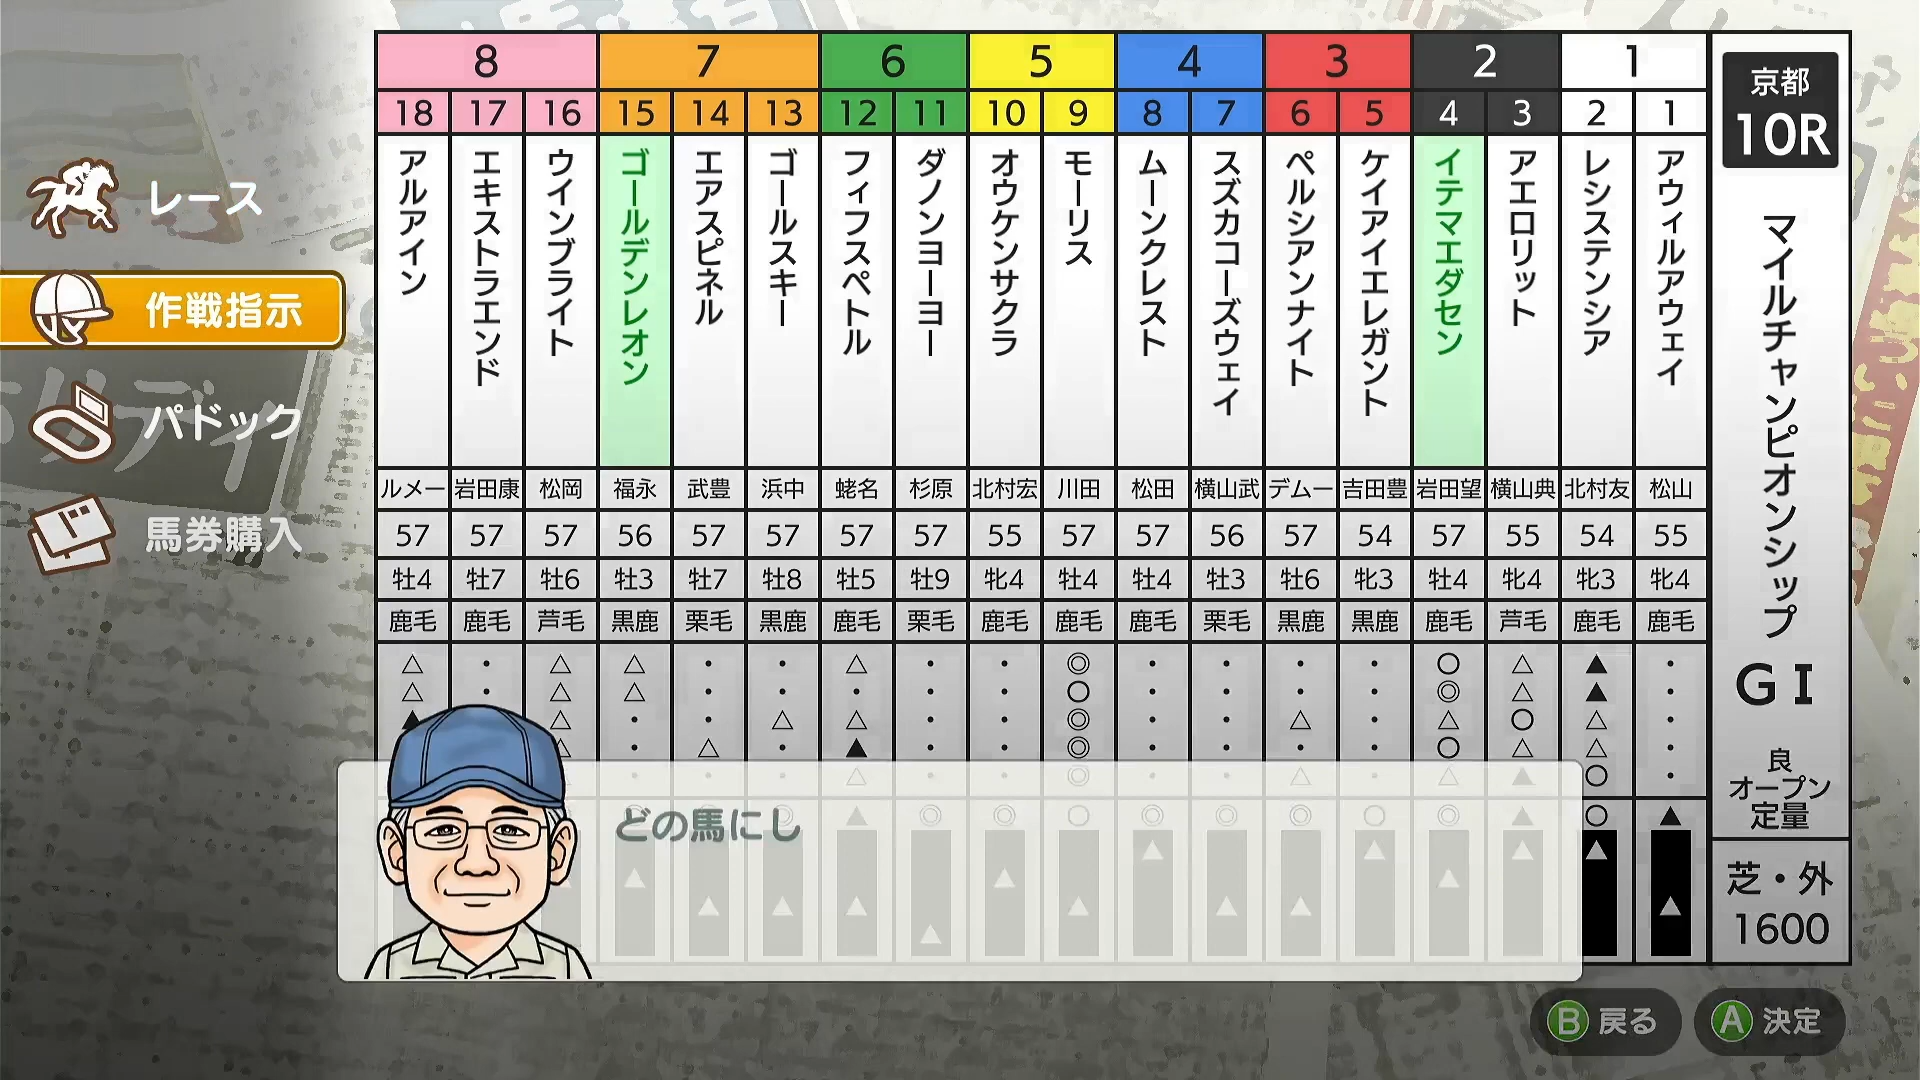 レース
作戦指示
パドック
馬券購入
8 7 6 5 4 3 2 1
18 17 16 15 14 13 12 11 10 9 8 7 6 5 4 3 2 1
アルアイン
エキストラエンド
ウインブライト
ゴールデンレオン
エアスピネル
ゴールスキー
フィフスペトル
ダノンヨーヨー
オウケンサクラ
モーリス
ムーンクレスト
スズカコーズウェイ
ペルシアンナイト
ケイアイエレガント
イテマエダセン
アエロリット
レシステンシア
アウィルアウェイ
ルメー 岩田康 松岡 福永 武豊 浜中 蛯名 杉原 北村宏 川田 松田 横山武 デムー 吉田豊 岩田望 横山典 北村友 松山
57 57 57 56 57 57 57 57 55 57 57 56 57 54 57 55 54 55
牡4 牡7 牡6 牡3 牡7 牡8 牡5 牡9 牝4 牡4 牡4 牡3 牡6 牝3 牡4 牝4 牝3 牝4
鹿毛 鹿毛 芦毛 黒鹿 栗毛 黒鹿 鹿毛 栗毛 鹿毛 鹿毛 鹿毛 栗毛 黒鹿 黒鹿 鹿毛 芦毛 鹿毛 鹿毛
京都
10R
マイルチャンピオンシップ
GI
良
オープン
定量
芝・外
1600
どの馬にし
B 戻る
A 決定